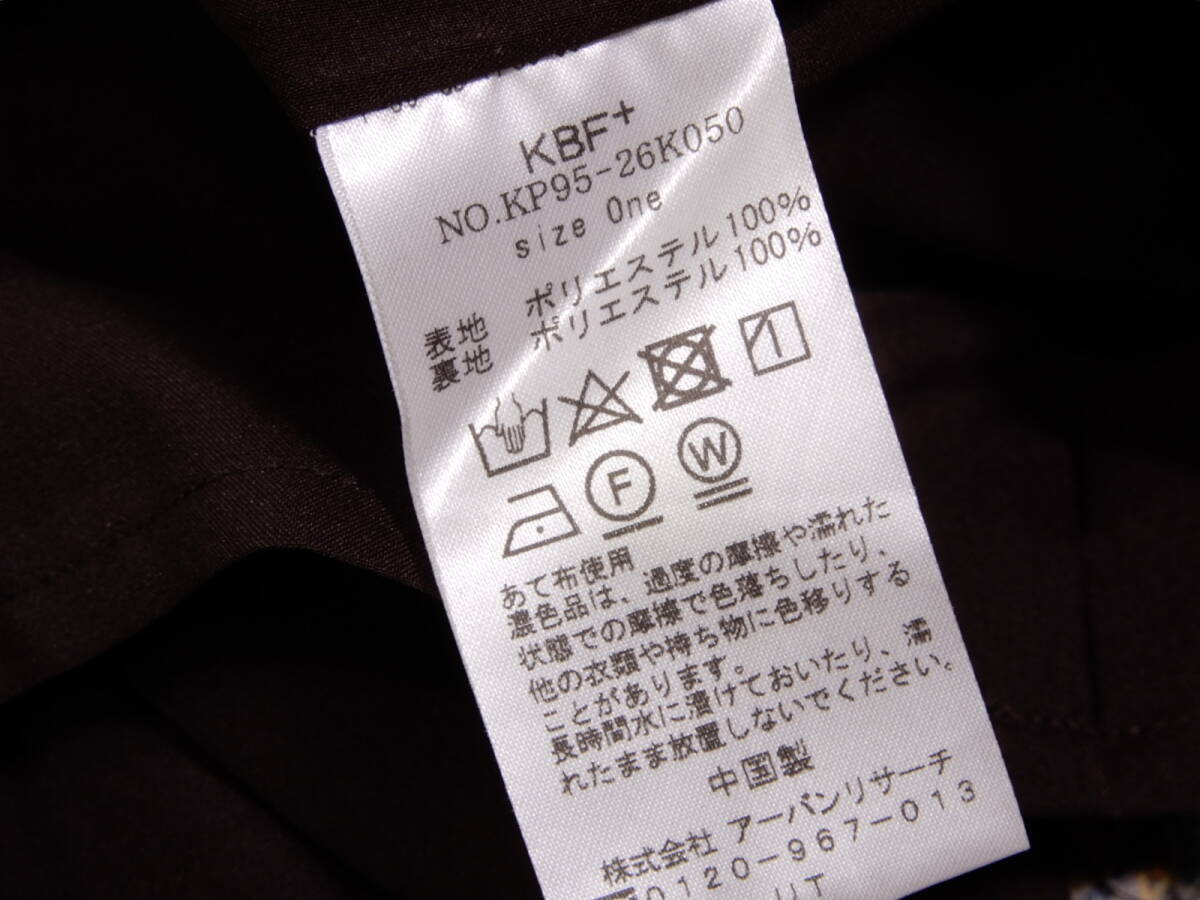 KBF+
NO.KP95-26K050
size One
表地 ポリエステル100%
裏地 ポリエステル100%
1
F
W
あて布使用
濃色品は、過度の摩擦や濡れた
状態での摩擦で色落ちしたり、
他の衣類や持ち物に色移りする
ことがあります。
長時間水に漬けておいたり、濡
れたまま放置しないでください。
中国製
株式会社 アーバンリサーチ
0120-967-013
UT